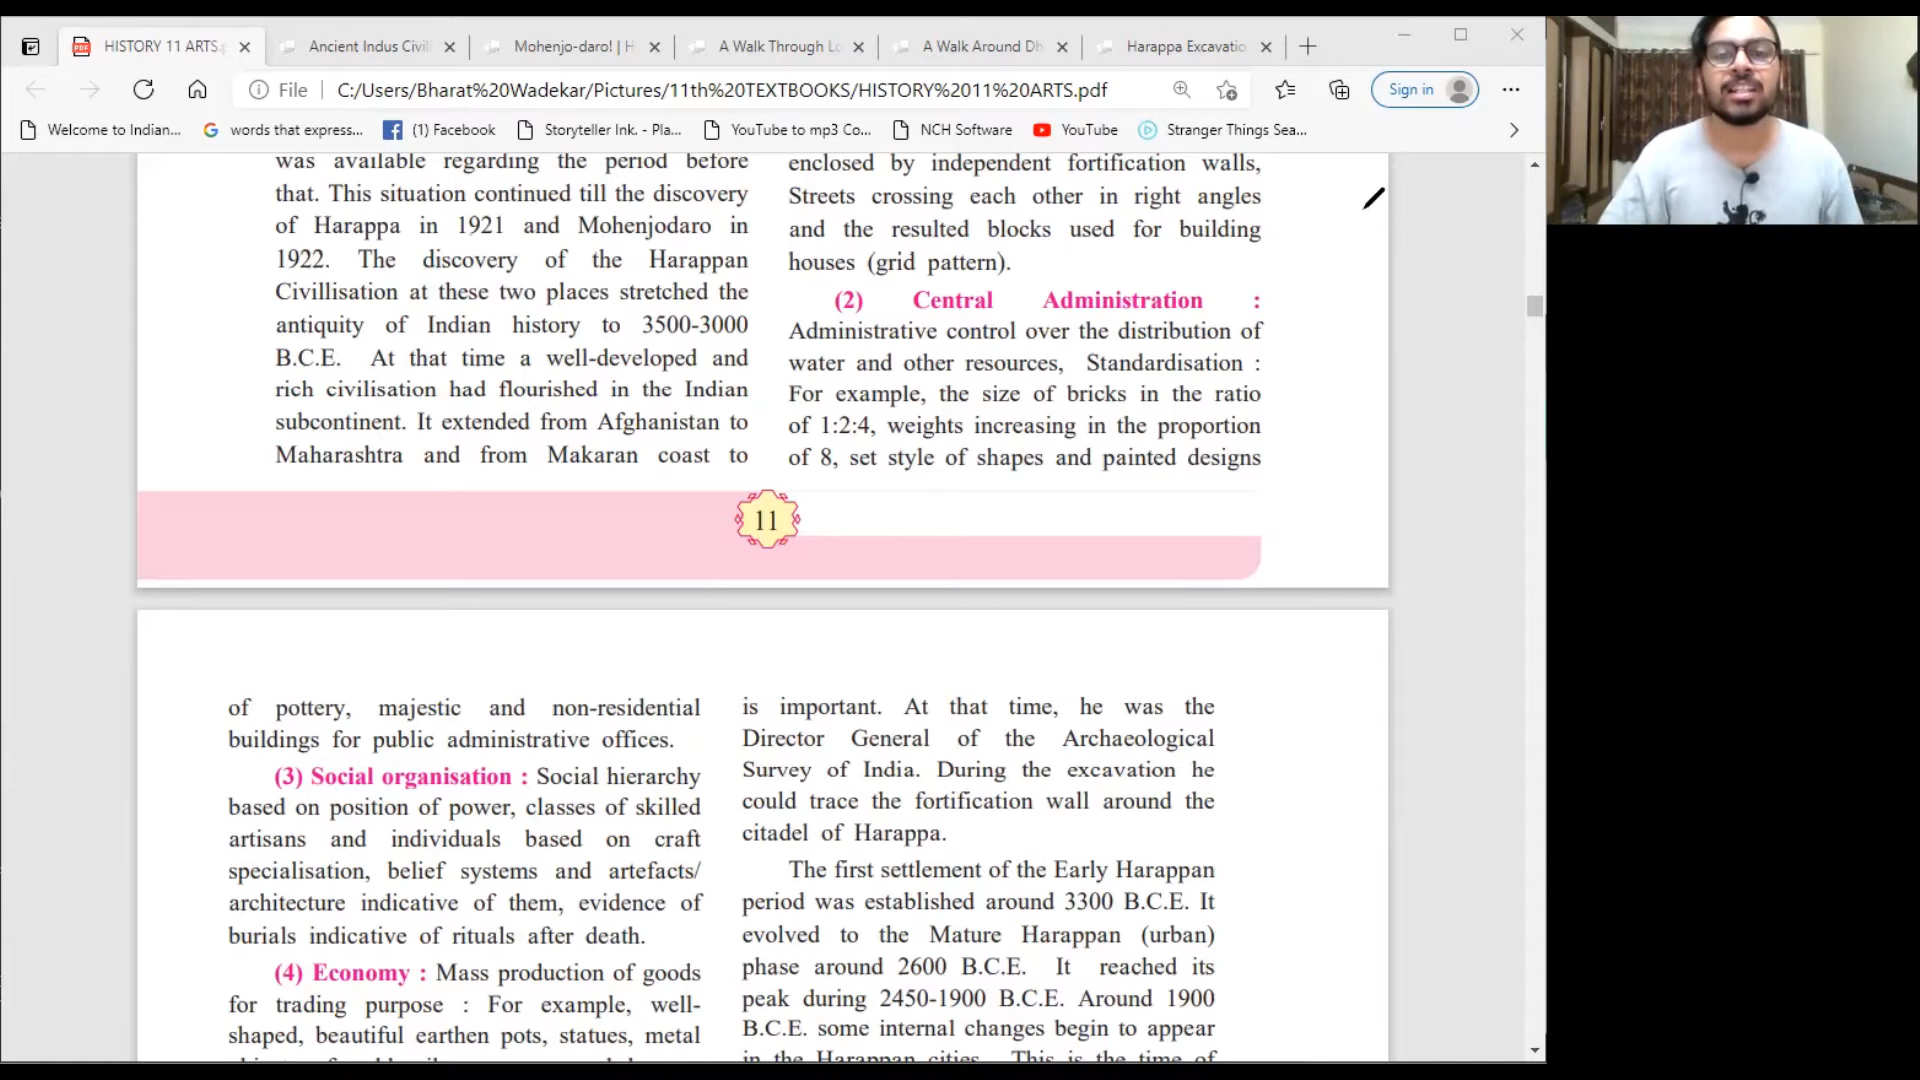 HISTORY 11 ARTS.
Ancient Indus Civil
Mohenjo-daro! | H
A Walk Through Lo
A Walk Around Dh
Harappa Excavatio
File
C:/Users/Bharat%20Wadekar/Pictures/11th%20TEXTBOOKS/HISTORY%2011%20ARTS.pdf
Sign in
Welcome to Indian...
words that express...
(1) Facebook
Storyteller Ink. - Pla...
YouTube to mp3 Co...
NCH Software
YouTube
Stranger Things Sea...
was available regarding the period before
that. This situation continued till the discovery
of Harappa in 1921 and Mohenjodaro in
1922. The discovery of the Harappan
Civillisation at these two places stretched the
antiquity of Indian history to 3500-3000
B.C.E. At that time a well-developed and
rich civilisation had flourished in the Indian
subcontinent. It extended from Afghanistan to
Maharashtra and from Makaran coast to
enclosed by independent fortification walls,
Streets crossing each other in right angles
and the resulted blocks used for building
houses (grid pattern).
(2) Central Administration :
Administrative control over the distribution of
water and other resources, Standardisation :
For example, the size of bricks in the ratio
of 1:2:4, weights increasing in the proportion
of 8, set style of shapes and painted designs
11
of pottery, majestic and non-residential
buildings for public administrative offices.
(3) Social organisation : Social hierarchy
based on position of power, classes of skilled
artisans and individuals based on craft
specialisation, belief systems and artefacts/
architecture indicative of them, evidence of
burials indicative of rituals after death.
(4) Economy : Mass production of goods
for trading purpose : For example, well-
shaped, beautiful earthen pots, statues, metal
is important. At that time, he was the
Director General of the Archaeological
Survey of India. During the excavation he
could trace the fortification wall around the
citadel of Harappa.
The first settlement of the Early Harappan
period was established around 3300 B.C.E. It
evolved to the Mature Harappan (urban)
phase around 2600 B.C.E. It reached its
peak during 2450-1900 B.C.E. Around 1900
B.C.E. some internal changes begin to appear
in the Harappan cities. This is the time of